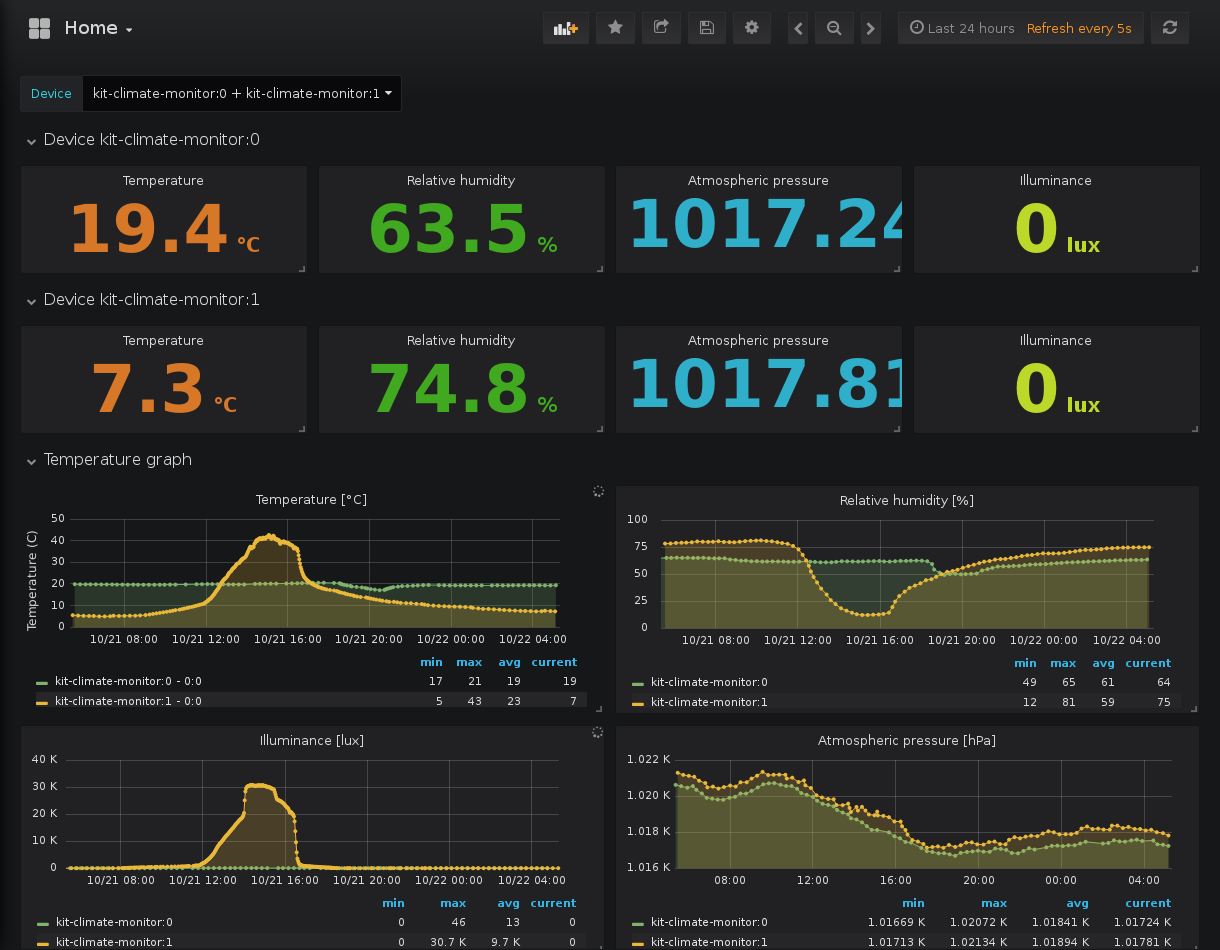 Home
Last 24 hours Refresh every 5s
Device kit-climate-monitor:0 + kit-climate-monitor:1
Device kit-climate-monitor:0
Temperature Relative humidity Atmospheric pressure Illuminance
19.4 °C 63.5 % 1017.24 0 lux
Device kit-climate-monitor:1
Temperature Relative humidity Atmospheric pressure Illuminance
7.3 °C 74.8 % 1017.81 0 lux
Temperature graph
Temperature [°C]
Temperature (C)
50
40
30
20
10
0
10/21 08:00 10/21 12:00 10/21 16:00 10/21 20:00 10/22 00:00 10/22 04:00
min max avg current
kit-climate-monitor:0 - 0:0 17 21 19 19
kit-climate-monitor:1 - 0:0 5 43 23 7
Relative humidity [%]
100
75
50
25
0
10/21 08:00 10/21 12:00 10/21 16:00 10/21 20:00 10/22 00:00 10/22 04:00
min max avg current
kit-climate-monitor:0 49 65 61 64
kit-climate-monitor:1 12 81 59 75
Illuminance [lux]
40 K
30 K
20 K
10 K
0
10/21 08:00 10/21 12:00 10/21 16:00 10/21 20:00 10/22 00:00 10/22 04:00
min max avg current
kit-climate-monitor:0 0 46 13 0
kit-climate-monitor:1 0 30.7 K 9.7 K 0
Atmospheric pressure [hPa]
1.022 K
1.020 K
1.018 K
1.016 K
08:00 12:00 16:00 20:00 00:00 04:00
min max avg current
kit-climate-monitor:0 1.01669 K 1.02072 K 1.01841 K 1.01724 K
kit-climate-monitor:1 1.01713 K 1.02134 K 1.01894 K 1.01781 K